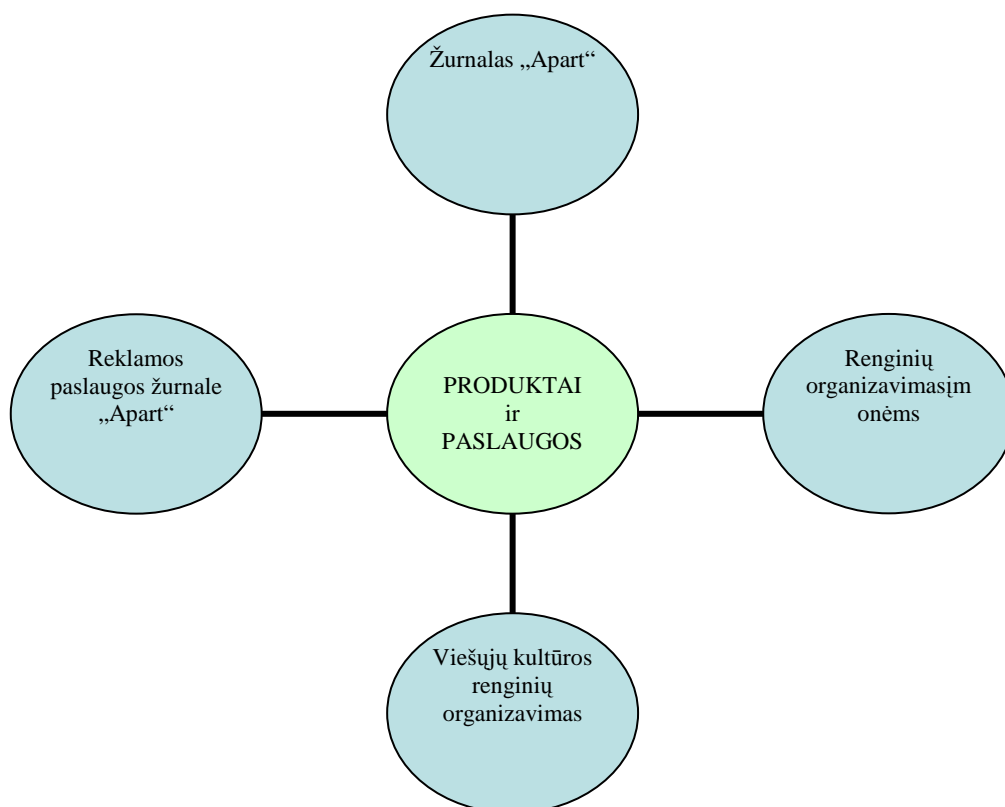 Žurnalas „Apart“
Reklamos
paslaugos žurnale
„Apart“
PRODUKTAI
ir
PASLAUGOS
Renginių
organizavimasįm
onėms
Viešųjų kultūros
renginių
organizavimas